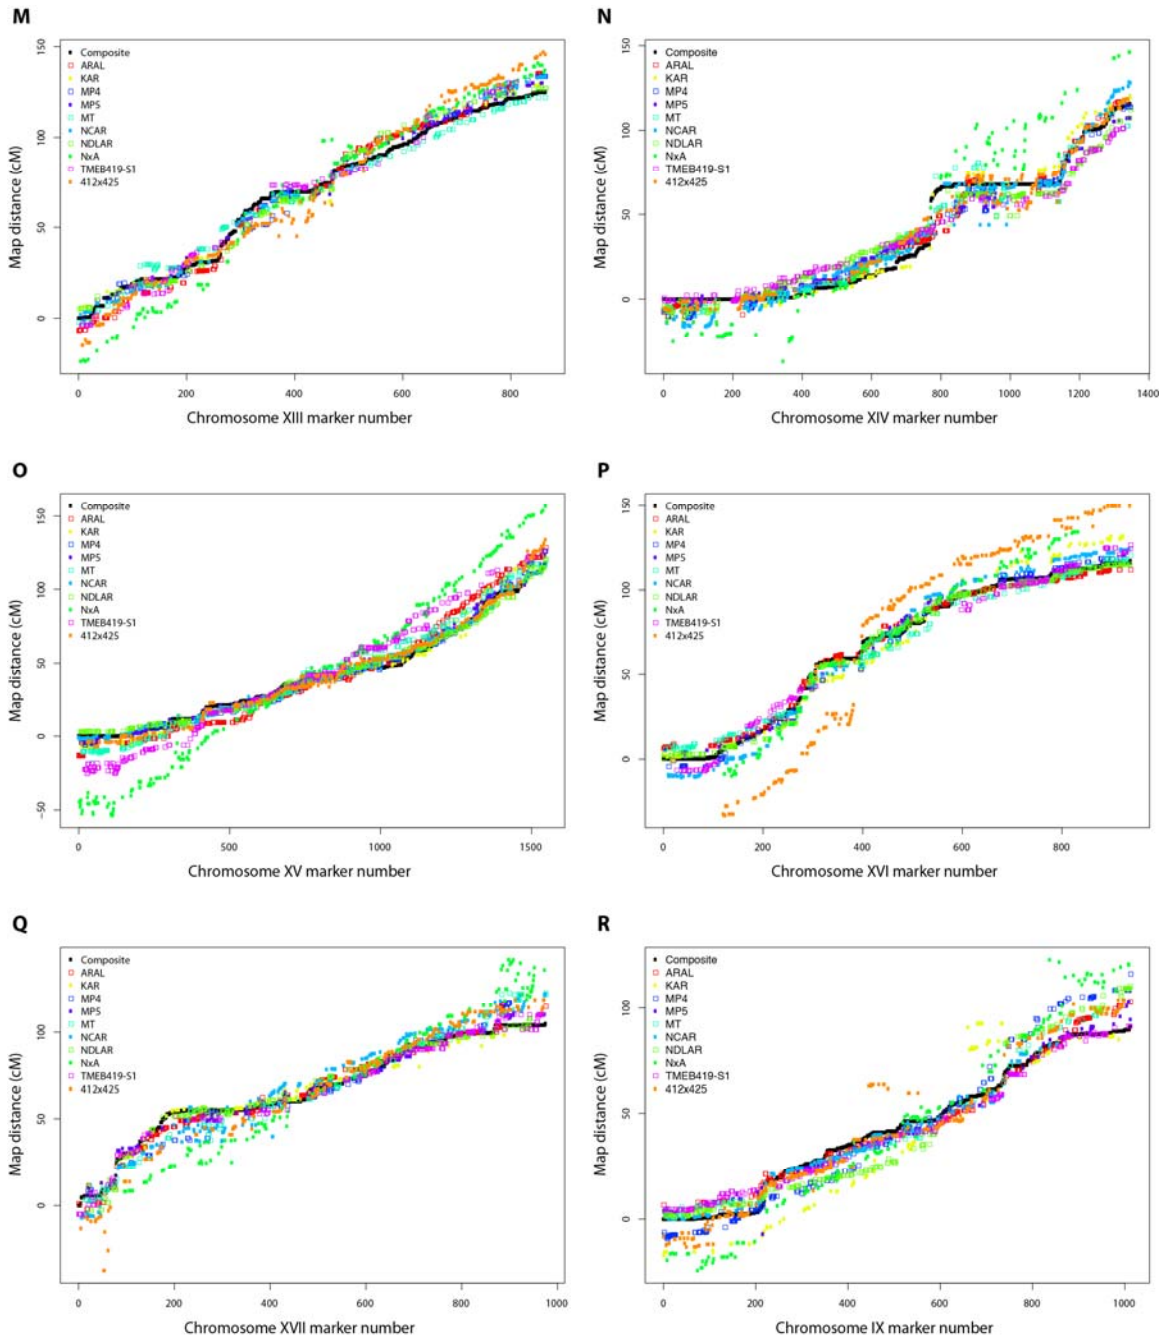 M
150
100
50
0
Map distance (cM)
Composite
ARAL
KAR
MP4
MP5
MT
NCAR
NDLAR
NxA
TMEB419-S1
412x425
0 200 400 600 800
Chromosome XIII marker number
N
150
100
50
0
Map distance (cM)
Composite
ARAL
KAR
MP4
MP5
MT
NCAR
NDLAR
NxA
TMEB419-S1
412x425
0 200 400 600 800 1000 1200 1400
Chromosome XIV marker number
O
150
100
50
0
−50
Map distance (cM)
Composite
ARAL
KAR
MP4
MP5
MT
NCAR
NDLAR
NxA
TMEB419-S1
412x425
0 500 1000 1500
Chromosome XV marker number
P
150
100
50
0
Map distance (cM)
Composite
ARAL
KAR
MP4
MP5
MT
NCAR
NDLAR
NxA
TMEB419-S1
412x425
0 200 400 600 800
Chromosome XVI marker number
Q
100
50
0
Map distance (cM)
Composite
ARAL
KAR
MP4
MP5
MT
NCAR
NDLAR
NxA
TMEB419-S1
412x425
0 200 400 600 800 1000
Chromosome XVII marker number
R
100
50
0
Map distance (cM)
Composite
ARAL
KAR
MP4
MP5
MT
NCAR
NDLAR
NxA
TMEB419-S1
412x425
0 200 400 600 800 1000
Chromosome IX marker number